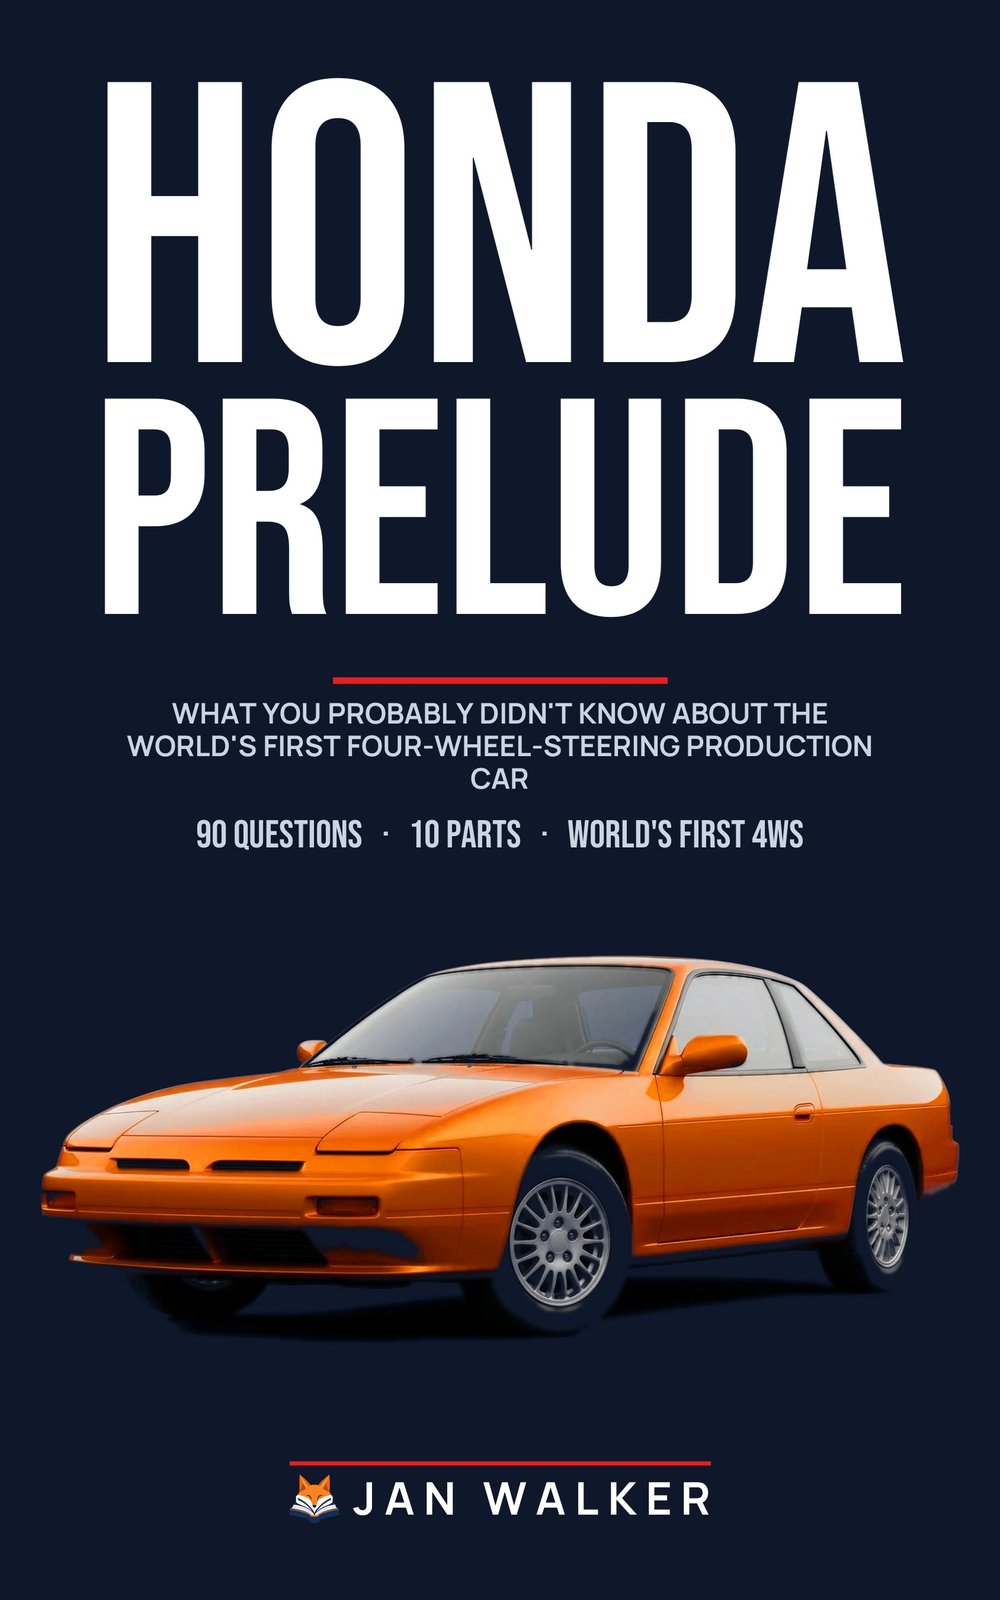 HONDA
PRELUDE
WHAT YOU PROBABLY DIDN'T KNOW ABOUT THE
WORLD'S FIRST FOUR-WHEEL-STEERING PRODUCTION
CAR
90 QUESTIONS · 10 PARTS · WORLD'S FIRST 4WS
JAN WALKER